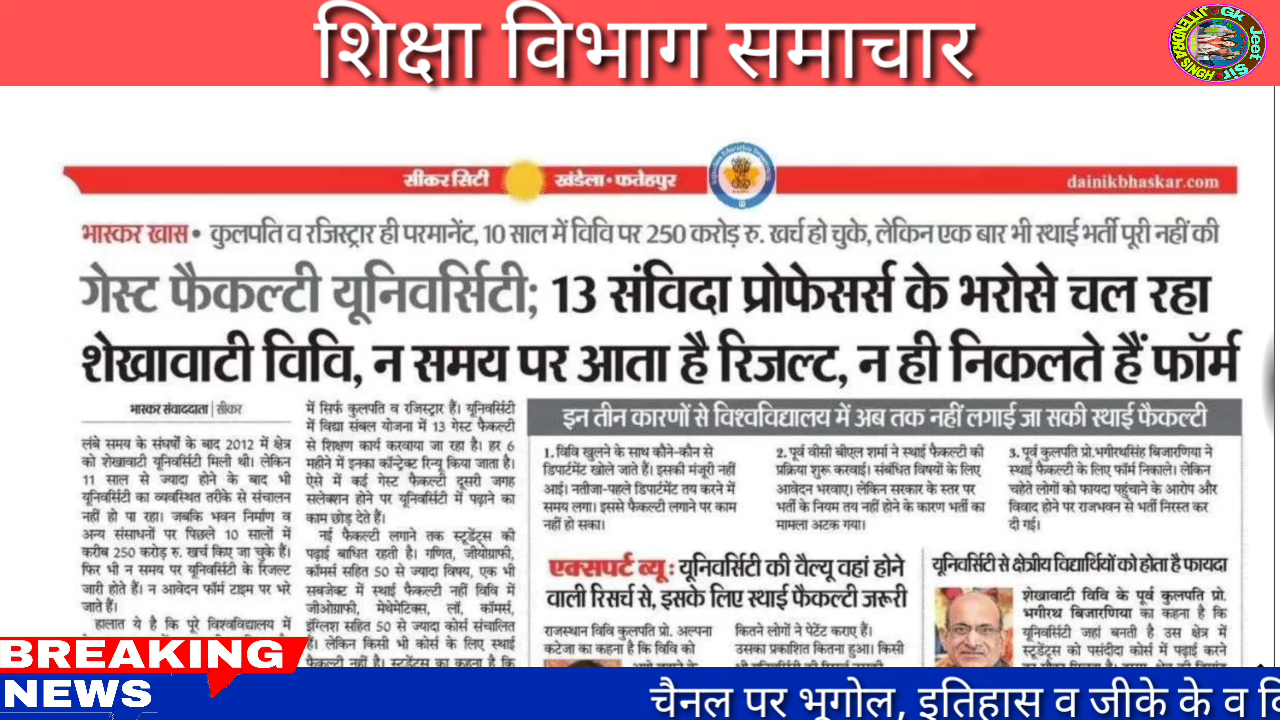 शिक्षा विभाग समाचार
JITENDRA SINGH GK Jeet Sir
सीकर सिटी खंडेला • फतेहपुर
dainikbhaskar.com
भास्कर खास • कुलपति व रजिस्ट्रार ही परमानेंट, 10 साल में विवि पर 250 करोड़ रु. खर्च हो चुके, लेकिन एक बार भी स्थाई भर्ती पूरी नहीं की
गेस्ट फैकल्टी यूनिवर्सिटी; 13 संविदा प्रोफेसर्स के भरोसे चल रहा
शेखावाटी विवि, न समय पर आता है रिजल्ट, न ही निकलते हैं फॉर्म
भास्कर संवाददाता | सीकर
लंबे समय के संघर्षों के बाद 2012 में क्षेत्र
को शेखावाटी यूनिवर्सिटी मिली थी। लेकिन
11 साल से ज्यादा होने के बाद भी
यूनिवर्सिटी का व्यवस्थित तरीके से संचालन
नहीं हो पा रहा। जबकि भवन निर्माण व
अन्य संसाधनों पर पिछले 10 सालों में
करीब 250 करोड़ रु. खर्च किए जा चुके हैं।
फिर भी न समय पर यूनिवर्सिटी के रिजल्ट
जारी होते हैं। न आवेदन फॉर्म टाइम पर भरे
जाते हैं।
हालात ये है कि पूरे विश्वविद्यालय में
में सिर्फ कुलपति व रजिस्ट्रार हैं। यूनिवर्सिटी
में विद्या संबल योजना में 13 गेस्ट फैकल्टी
से शिक्षण कार्य करवाया जा रहा है। हर 6
महीने में इनका कॉन्ट्रेक्ट रिन्यू किया जाता है।
ऐसे में कई गेस्ट फैकल्टी दूसरी जगह
सलेक्शन होने पर यूनिवर्सिटी में पढ़ाने का
काम छोड़ देते हैं।
नई फैकल्टी लगाने तक स्टूडेंट्स की
पढ़ाई बाधित रहती है। गणित, जीयोग्राफी,
कॉमर्स सहित 50 से ज्यादा विषय, एक भी
सबजेक्ट में स्थाई फैकल्टी नहीं विवि में
जीओग्राफी, मेथेमेटिक्स, लॉ, कॉमर्स,
इंग्लिश सहित 50 से ज्यादा कोर्स संचालित
हैं। लेकिन किसी भी कोर्स के लिए स्थाई
फैकल्टी नहीं है। स्टूडेंट्स का कहना है कि
इन तीन कारणों से विश्वविद्यालय में अब तक नहीं लगाई जा सकी स्थाई फैकल्टी
1. विवि खुलने के साथ कौने-कौन से
डिपार्टमेंट खोले जाते हैं। इसकी मंजूरी नहीं
आई। नतीजा-पहले डिपार्टमेंट तय करने में
समय लगा। इससे फैकल्टी लगाने पर काम
नहीं हो सका।
2. पूर्व वीसी बीएल शर्मा ने स्थाई फैकल्टी की
प्रक्रिया शुरू करवाई। संबंधित विषयों के लिए
आवेदन भरवाए। लेकिन सरकार के स्तर पर
भर्ती के नियम तय नहीं होने के कारण भर्ती का
मामला अटक गया।
3. पूर्व कुलपति प्रो.भगीरथसिंह बिजारणिया ने
स्थाई फैकल्टी के लिए फॉर्म निकाले। लेकिन
चहेते लोगों को फायदा पहुंचाने के आरोप और
विवाद होने पर राजभवन से भर्ती निरस्त कर
दी गई।
एक्सपर्ट व्यू : यूनिवर्सिटी की वैल्यू वहां होने
वाली रिसर्च से, इसके लिए स्थाई फैकल्टी जरूरी
राजस्थान विवि कुलपति प्रो. अल्पना
कटेजा का कहना है कि विवि को
कितने लोगों ने पेटेंट कराए हैं।
उसका प्रकाशित कितना हुआ। किसी
यूनिवर्सिटी से क्षेत्रीय विद्यार्थियों को होता है फायदा
शेखावाटी विवि के पूर्व कुलपति प्रो.
भगीरथ बिजारणिया का कहना है कि
यूनिवर्सिटी जहां बनती है उस क्षेत्र में
स्टूडेंट्स को पसंदीदा कोर्स में पढ़ाई करने
BREAKING
NEWS
चैनल पर भूगोल, इतिहास व जीके के व